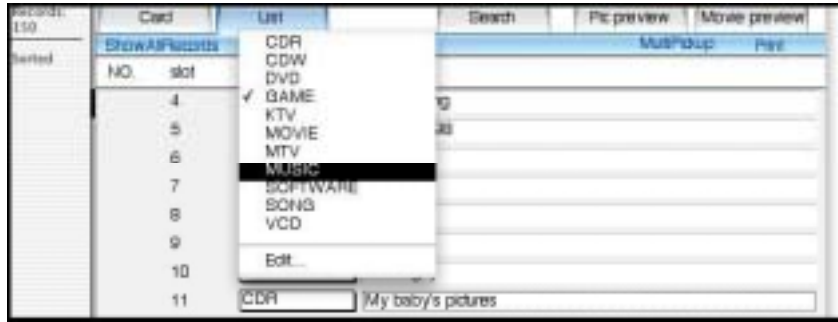 Records:
150
Sorted
Card List Search Pic preview Movie preview
ShowAllRecords MultiPickup Print
NO. slot
CDR
CDW
DVD
✓ GAME
KTV
MOVIE
MTV
MUSIC
SOFTWARE
SONG
VCD
Edit...
4
5
6
7
8
9
10
11 CDR My baby's pictures